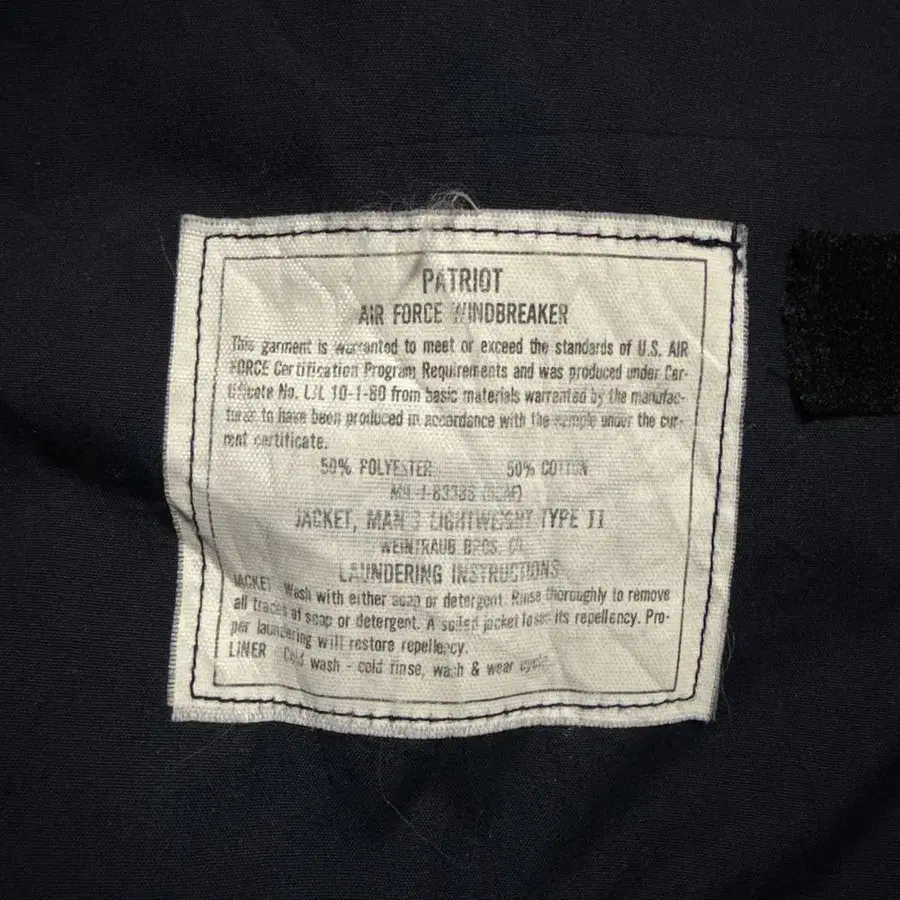 PATRIOT
AIR FORCE WINDBREAKER
This garment is warranted to meet or exceed the standards of U.S. AIR
FORCE Certification Program Requirements and was produced under Cer-
tificate No. 10-1-80 from basic materials warranted by the manufac-
tures to have been produced in accordance with the sample under the cur-
rent certificate.
50% POLYESTER 50% COTTON
JACKET, MAN'S LIGHTWEIGHT TYPE II
WEINTRAUB BROS. CO.
LAUNDERING INSTRUCTIONS
JACKET Wash with either soap or detergent. Rinse thoroughly to remove
all traces of soap or detergent. A soiled jacket loses its repellency. Pro-
per laundering will restore repellency.
LINER - Cold wash - cold rinse, wash & wear cycle